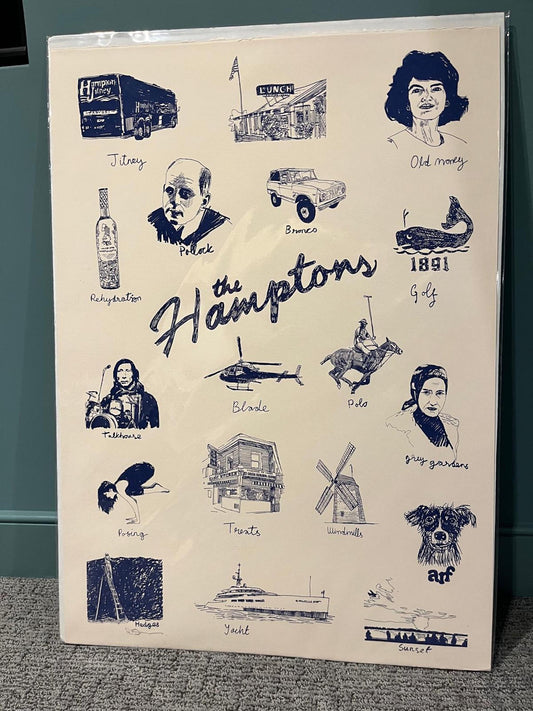 Hampton
Jitney
LUNCH
Jitney
Old money
Pollock
Bronco
Rehydration
1891
Golf
the
Hamptons
Blade
Polo
Talkhouse
grey gardens
Posing
Treats
Windmills
arf
Hedges
Yacht
Sunset